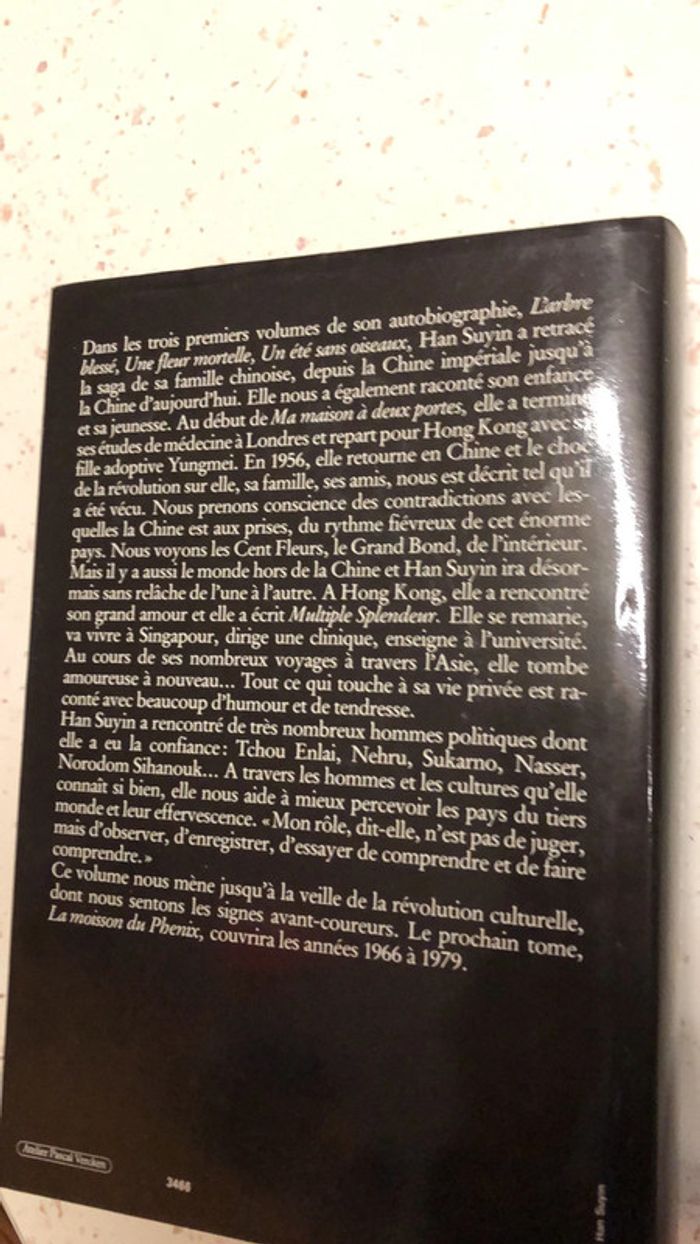 Dans les trois premiers volumes de son autobiographie, L'arbre
blessé, Une fleur mortelle, Un été sans oiseaux, Han Suyin a retracé
la saga de sa famille chinoise, depuis la Chine impériale jusqu'à
la Chine d'aujourd'hui. Elle nous a également raconté son enfance
et sa jeunesse. Au début de Ma maison à deux portes, elle a terminé
ses études de médecine à Londres et repart pour Hong Kong avec sa
fille adoptive Yungmei. En 1956, elle retourne en Chine et le choc
de la révolution sur elle, sa famille, ses amis, nous est décrit tel qu'il
a été vécu. Nous prenons conscience des contradictions avec les-
quelles la Chine est aux prises, du rythme fiévreux de cet énorme
pays. Nous voyons les Cent Fleurs, le Grand Bond, de l'intérieur.
Mais il y a aussi le monde hors de la Chine et Han Suyin ira désor-
mais sans relâche de l'une à l'autre. A Hong Kong, elle a rencontré
son grand amour et elle a écrit Multiple Splendeur. Elle se remarie,
va vivre à Singapour, dirige une clinique, enseigne à l'université.
Au cours de ses nombreux voyages à travers l'Asie, elle tombe
amoureuse à nouveau... Tout ce qui touche à sa vie privée est ra-
conté avec beaucoup d'humour et de tendresse.
Han Suyin a rencontré de très nombreux hommes politiques dont
elle a eu la confiance : Tchou Enlai, Nehru, Sukarno, Nasser,
Norodom Sihanouk... A travers les hommes et les cultures qu'elle
connaît si bien, elle nous aide à mieux percevoir les pays du tiers
monde et leur effervescence. «Mon rôle, dit-elle, n'est pas de juger,
mais d'observer, d'enregistrer, d'essayer de comprendre et de faire
comprendre.»
Ce volume nous mène jusqu'à la veille de la révolution culturelle,
dont nous sentons les signes avant-coureurs. Le prochain tome,
La moisson du Phenix, couvrira les années 1966 à 1979.
Atelier Pascal Vercken
3466
Han Suyin